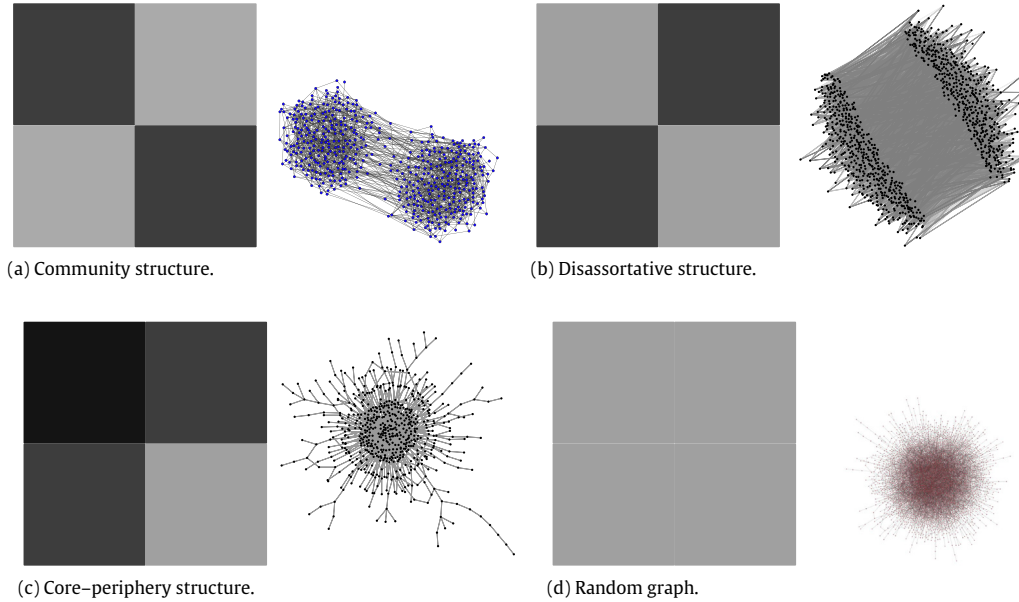 (a) Community structure.
(b) Disassortative structure.
(c) Core–periphery structure.
(d) Random graph.